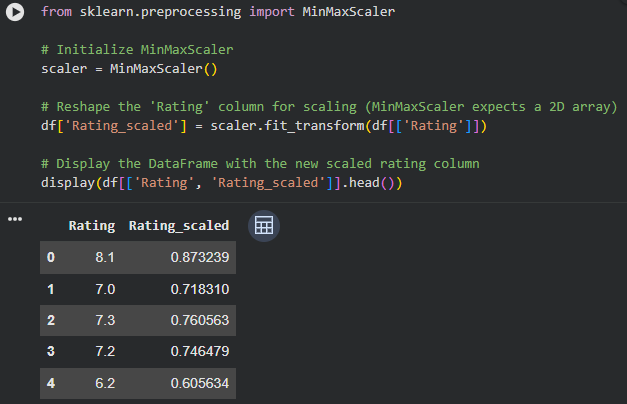 from sklearn.preprocessing import MinMaxScaler
# Initialize MinMaxScaler
scaler = MinMaxScaler()
# Reshape the 'Rating' column for scaling (MinMaxScaler expects a 2D array)
df['Rating_scaled'] = scaler.fit_transform(df[['Rating']])
# Display the DataFrame with the new scaled rating column
display(df[['Rating', 'Rating_scaled']].head())
Rating Rating_scaled
0 8.1 0.873239
1 7.0 0.718310
2 7.3 0.760563
3 7.2 0.746479
4 6.2 0.605634